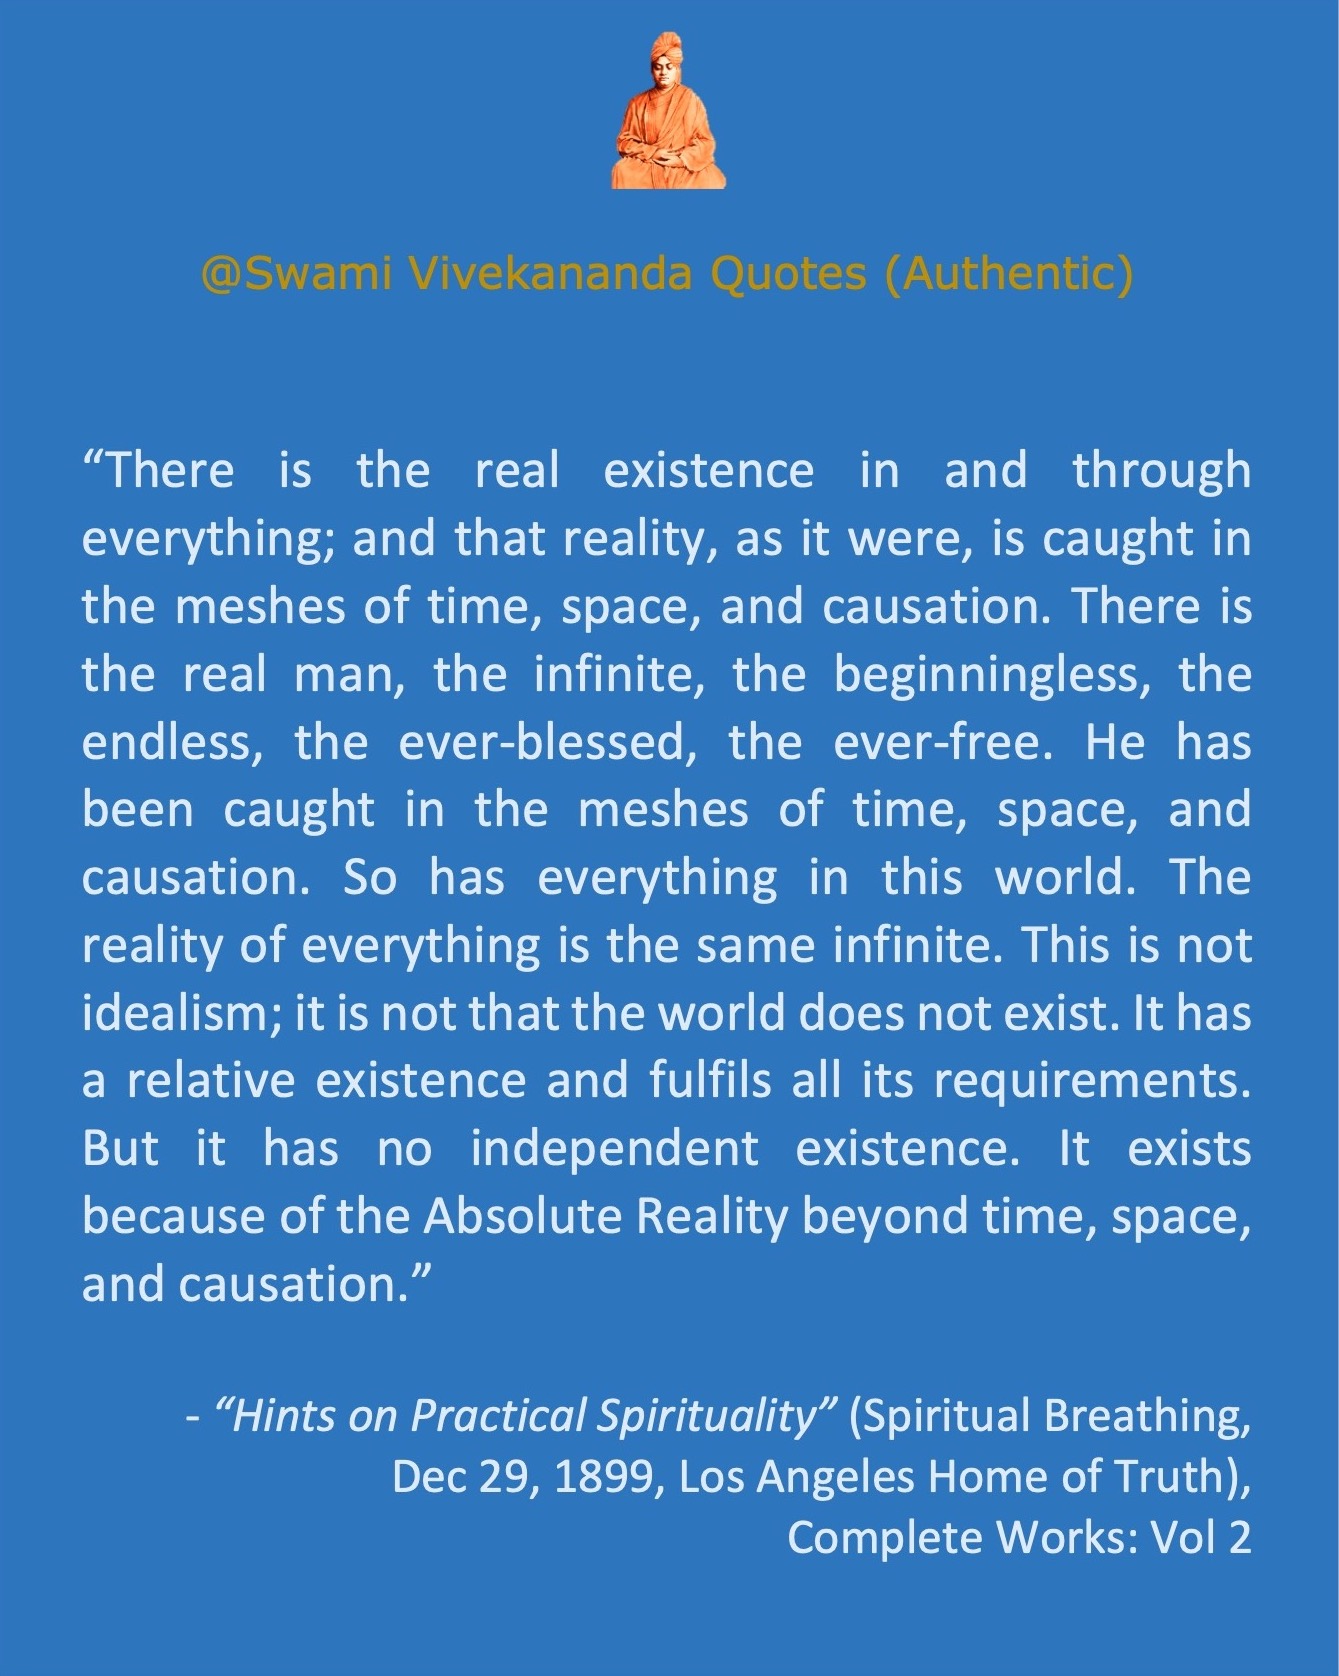 @Swami Vivekananda Quotes (Authentic)
“There is the real existence in and through
everything; and that reality, as it were, is caught in
the meshes of time, space, and causation. There is
the real man, the infinite, the beginningless, the
endless, the ever-blessed, the ever-free. He has
been caught in the meshes of time, space, and
causation. So has everything in this world. The
reality of everything is the same infinite. This is not
idealism; it is not that the world does not exist. It has
a relative existence and fulfils all its requirements.
But it has no independent existence. It exists
because of the Absolute Reality beyond time, space,
and causation.”
- “Hints on Practical Spirituality” (Spiritual Breathing,
Dec 29, 1899, Los Angeles Home of Truth),
Complete Works: Vol 2